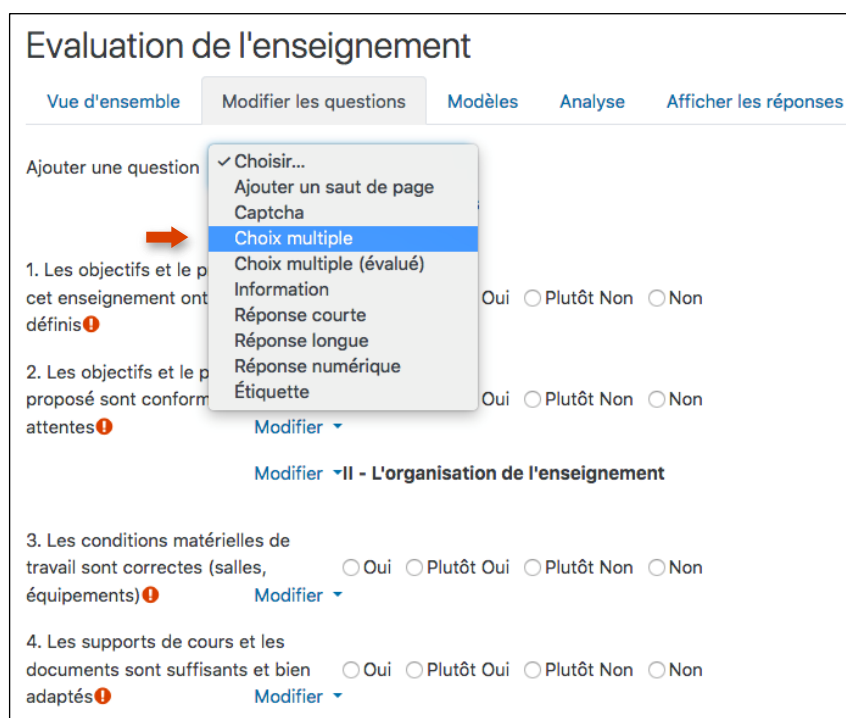 Evaluation de l'enseignement
Vue d'ensemble Modifier les questions Modèles Analyse Afficher les réponses
Ajouter une question
✓ Choisir...
Ajouter un saut de page
Captcha
Choix multiple
Choix multiple (évalué)
Information
Réponse courte
Réponse longue
Réponse numérique
Étiquette
1. Les objectifs et le p
cet enseignement ont Oui Plutôt Non Non
définis
2. Les objectifs et le p
proposé sont conform Oui Plutôt Non Non
attentes Modifier
Modifier II - L'organisation de l'enseignement
3. Les conditions matérielles de
travail sont correctes (salles, Oui Plutôt Oui Plutôt Non Non
équipements) Modifier
4. Les supports de cours et les
documents sont suffisants et bien Oui Plutôt Oui Plutôt Non Non
adaptés Modifier